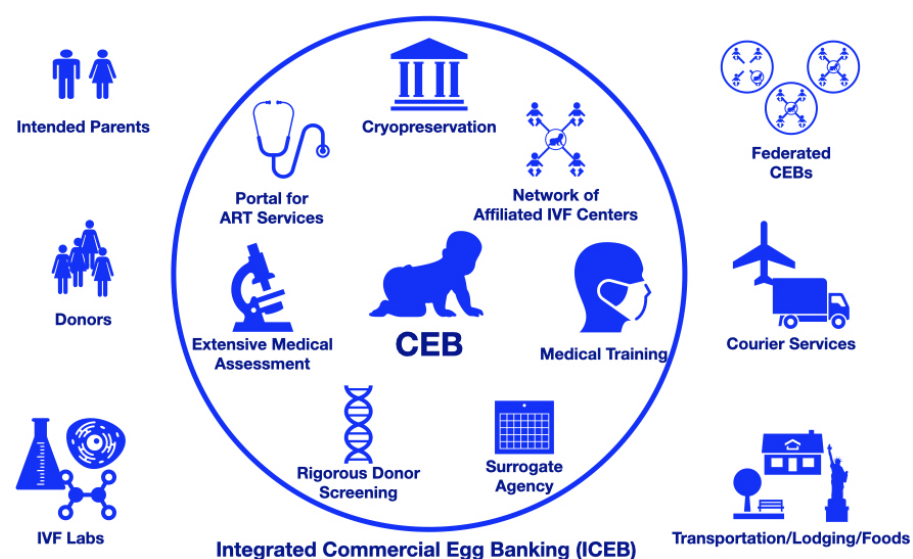 Intended Parents
Donors
IVF Labs
Cryopreservation
Portal for
ART Services
Network of
Affiliated IVF Centers
Extensive Medical
Assessment
CEB
Medical Training
Rigorous Donor
Screening
Surrogate
Agency
Federated
CEBs
Courier Services
Transportation/Lodging/Foods
Integrated Commercial Egg Banking (ICEB)